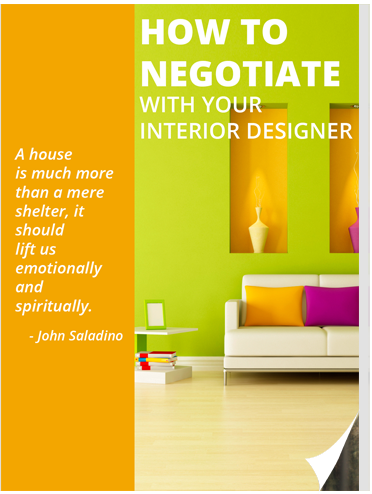 HOW TO
NEGOTIATE
WITH YOUR
INTERIOR DESIGNER
A house
is much more
than a mere
shelter, it
should
lift us
emotionally
and
spiritually.
- John Saladino